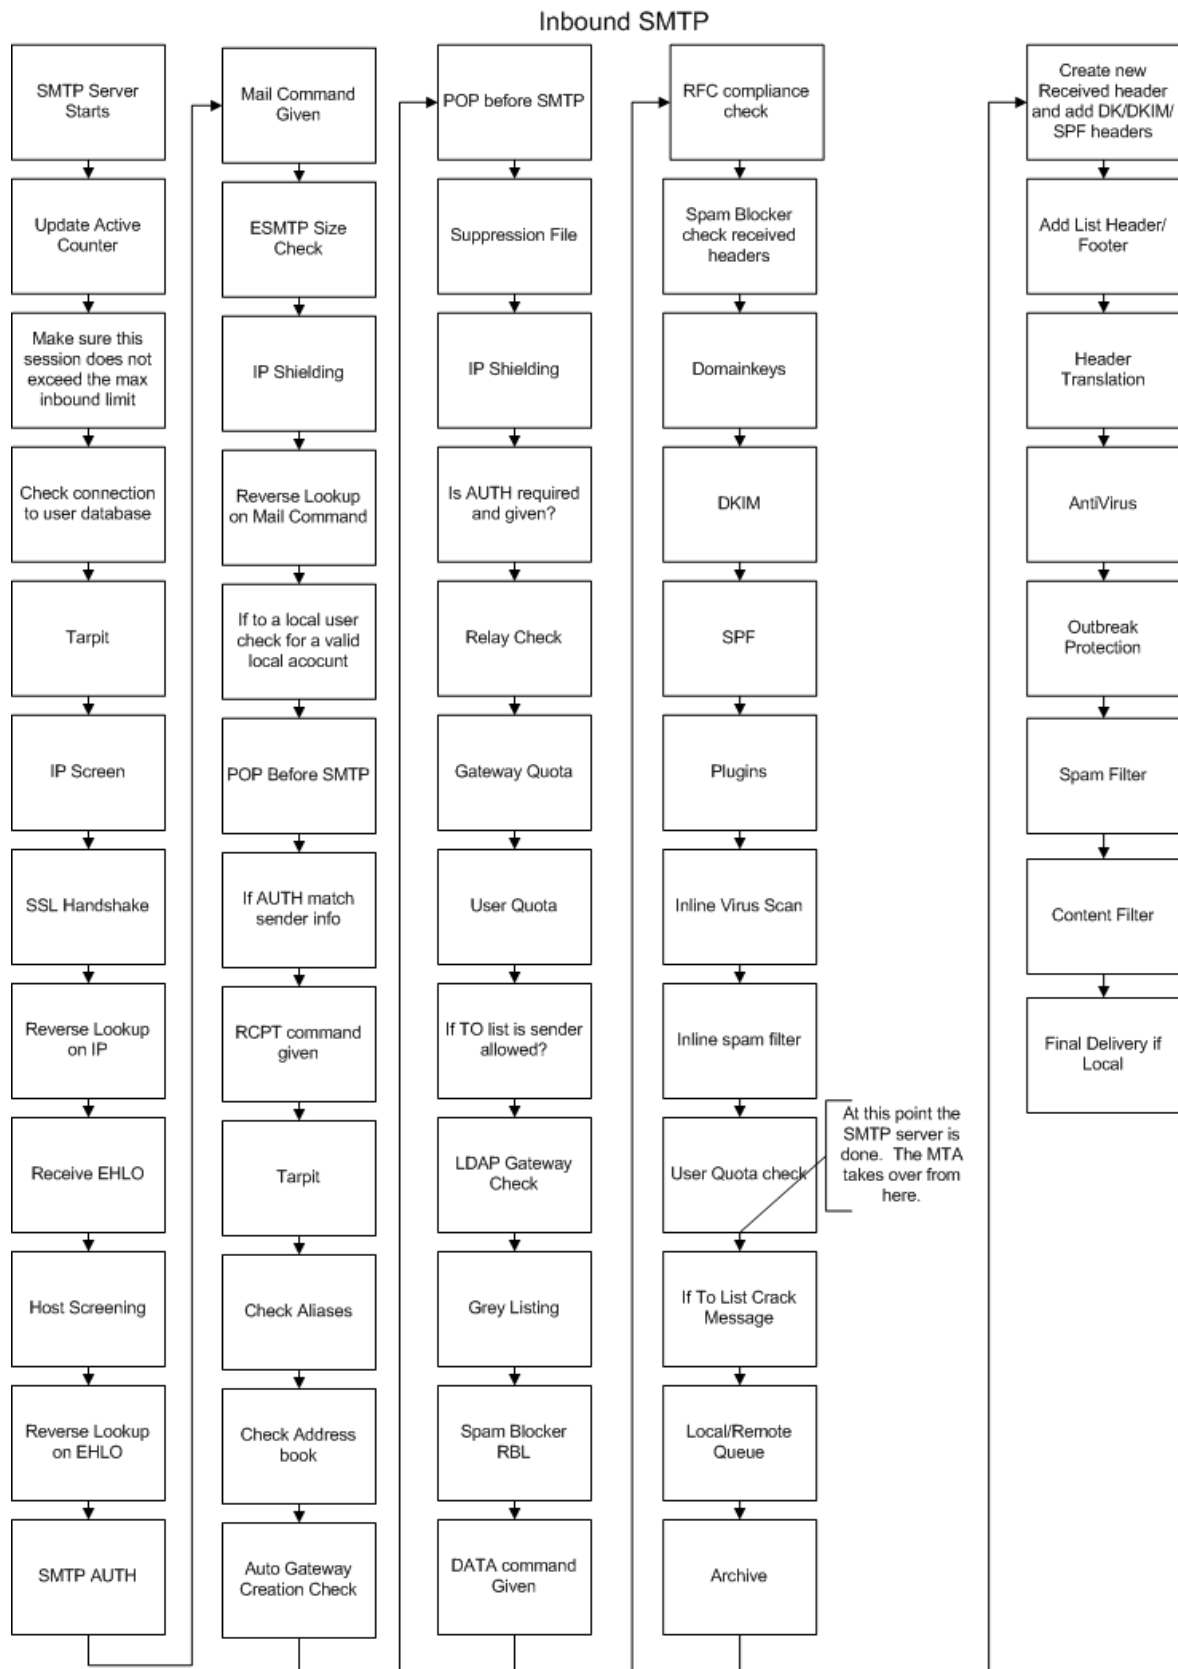 Inbound SMTP
SMTP Server
Starts
Update Active
Counter
Make sure this
session does not
exceed the max
inbound limit
Check connection
to user database
Tarpit
IP Screen
SSL Handshake
Reverse Lookup
on IP
Receive EHLO
Host Screening
Reverse Lookup
on EHLO
SMTP AUTH
Mail Command
Given
ESMTP Size
Check
IP Shielding
Reverse Lookup
on Mail Command
If to a local user
check for a valid
local acocunt
POP Before SMTP
If AUTH match
sender info
RCPT command
given
Tarpit
Check Aliases
Check Address
book
Auto Gateway
Creation Check
POP before SMTP
Suppression File
IP Shielding
Is AUTH required
and given?
Relay Check
Gateway Quota
User Quota
If TO list is sender
allowed?
LDAP Gateway
Check
Grey Listing
Spam Blocker
RBL
DATA command
Given
RFC compliance
check
Spam Blocker
check received
headers
Domainkeys
DKIM
SPF
Plugins
Inline Virus Scan
Inline spam filter
User Quota check
At this point the
SMTP server is
done. The MTA
takes over from
here.
If To List Crack
Message
Local/Remote
Queue
Archive
Create new
Received header
and add DK/DKIM/
SPF headers
Add List Header/
Footer
Header
Translation
AntiVirus
Outbreak
Protection
Spam Filter
Content Filter
Final Delivery if
Local